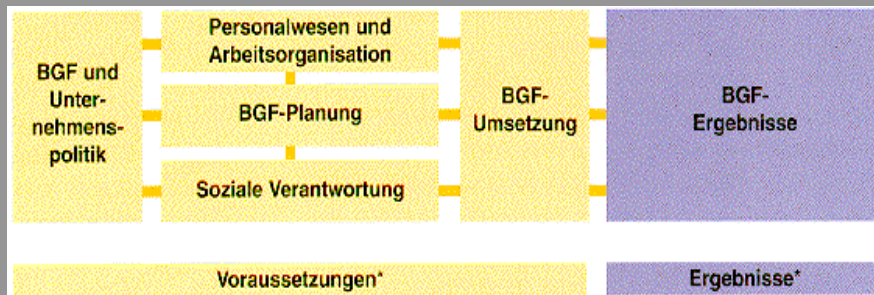 BGF und
Unter-
nehmens-
politik
Personalwesen und
Arbeitsorganisation
BGF-Planung
Soziale Verantwortung
BGF-
Umsetzung
BGF-
Ergebnisse
Voraussetzungen*
Ergebnisse*